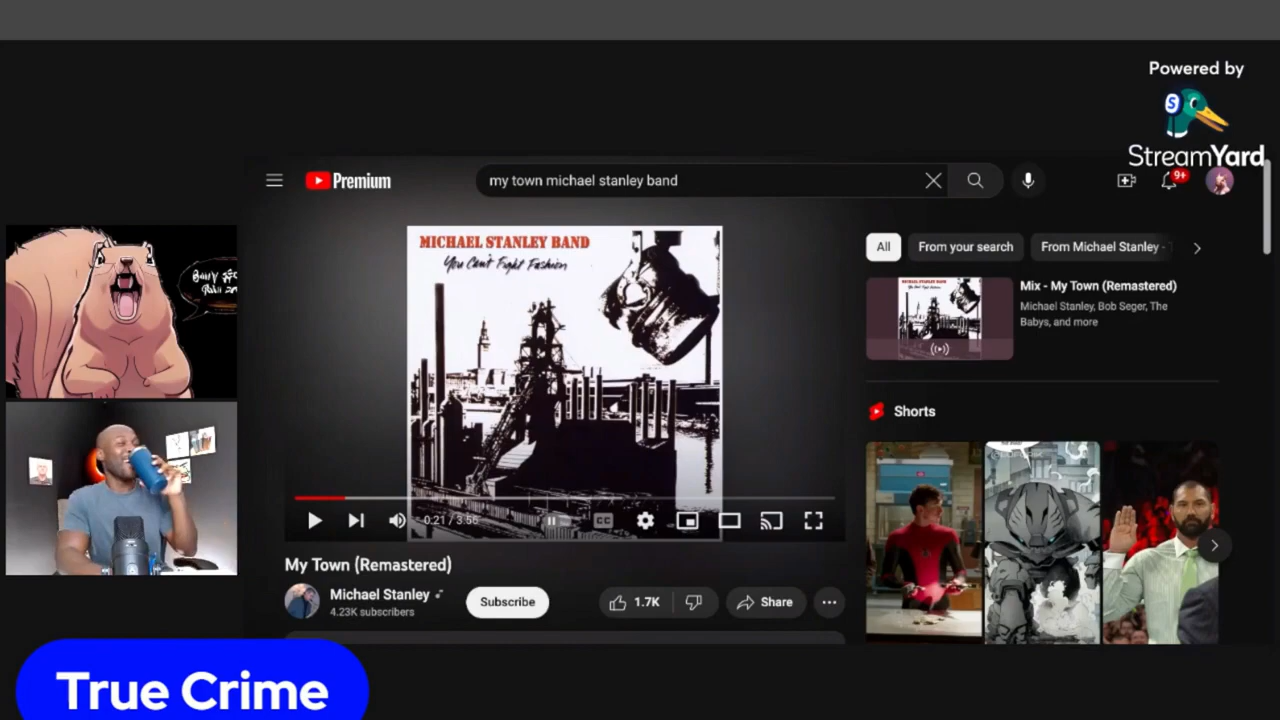 Powered by
StreamYard
Premium
my town michael stanley band
9+
MICHAEL STANLEY BAND
You Can't Fight Fashion
All
From your search
From Michael Stanley -
Mix - My Town (Remastered)
Michael Stanley, Bob Seger, The
Babys, and more
Shorts
0:21 / 3:56
CC
My Town (Remastered)
Michael Stanley
4.23K subscribers
Subscribe
1.7K
Share
True Crime